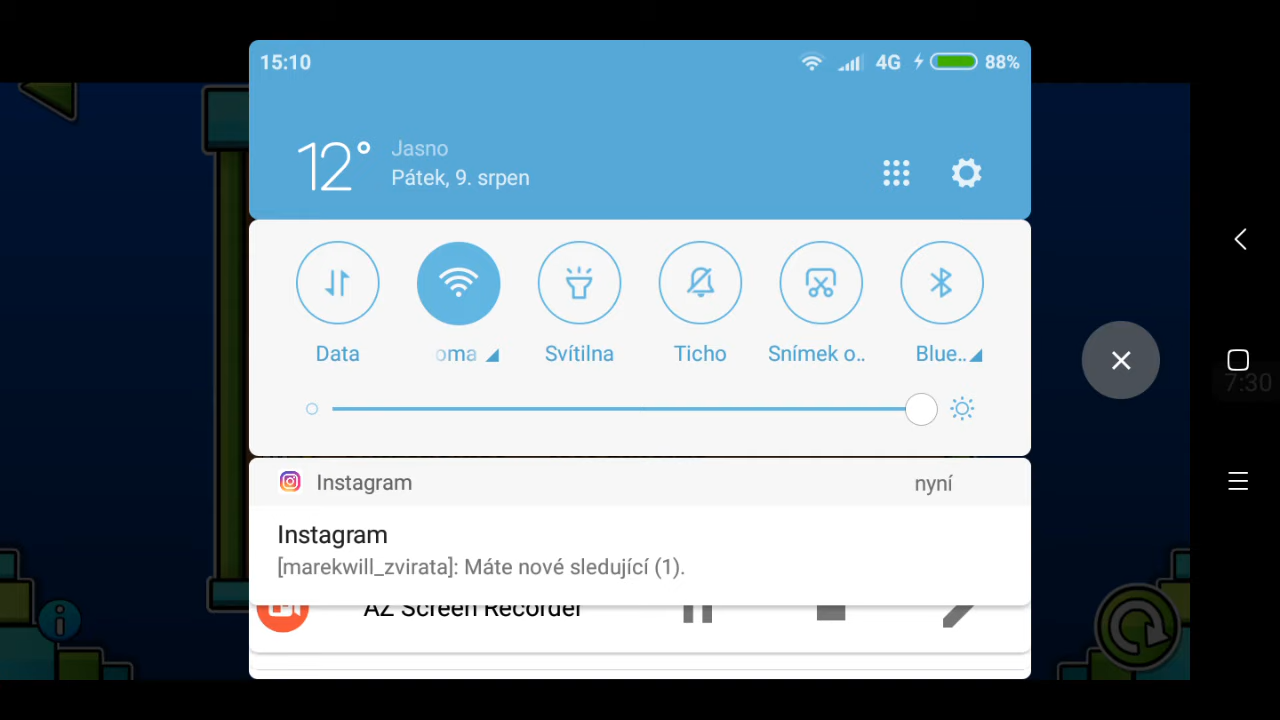 15:10 4G 88%
12° Jasno
Pátek, 9. srpen
Data oma Svítilna Ticho Snímek o.. Blue..
7:30
Instagram nyní
Instagram
[marekwill_zvirata]: Máte nové sledující (1).
AZ Screen Recorder